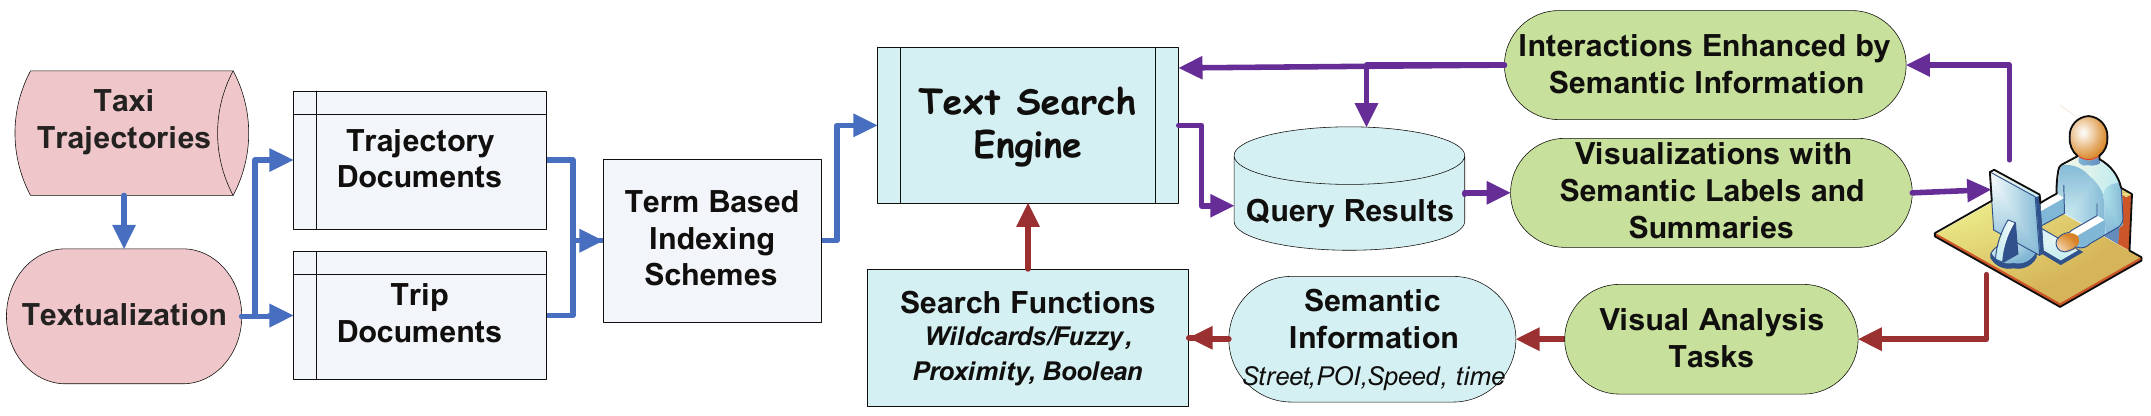 Taxi
Trajectories
Textualization
Trajectory
Documents
Trip
Documents
Term Based
Indexing
Schemes
Text Search
Engine
Search Functions
Wildcards/Fuzzy,
Proximity, Boolean
Query Results
Semantic
Information
Street,POI,Speed, time
Interactions Enhanced by
Semantic Information
Visualizations with
Semantic Labels and
Summaries
Visual Analysis
Tasks